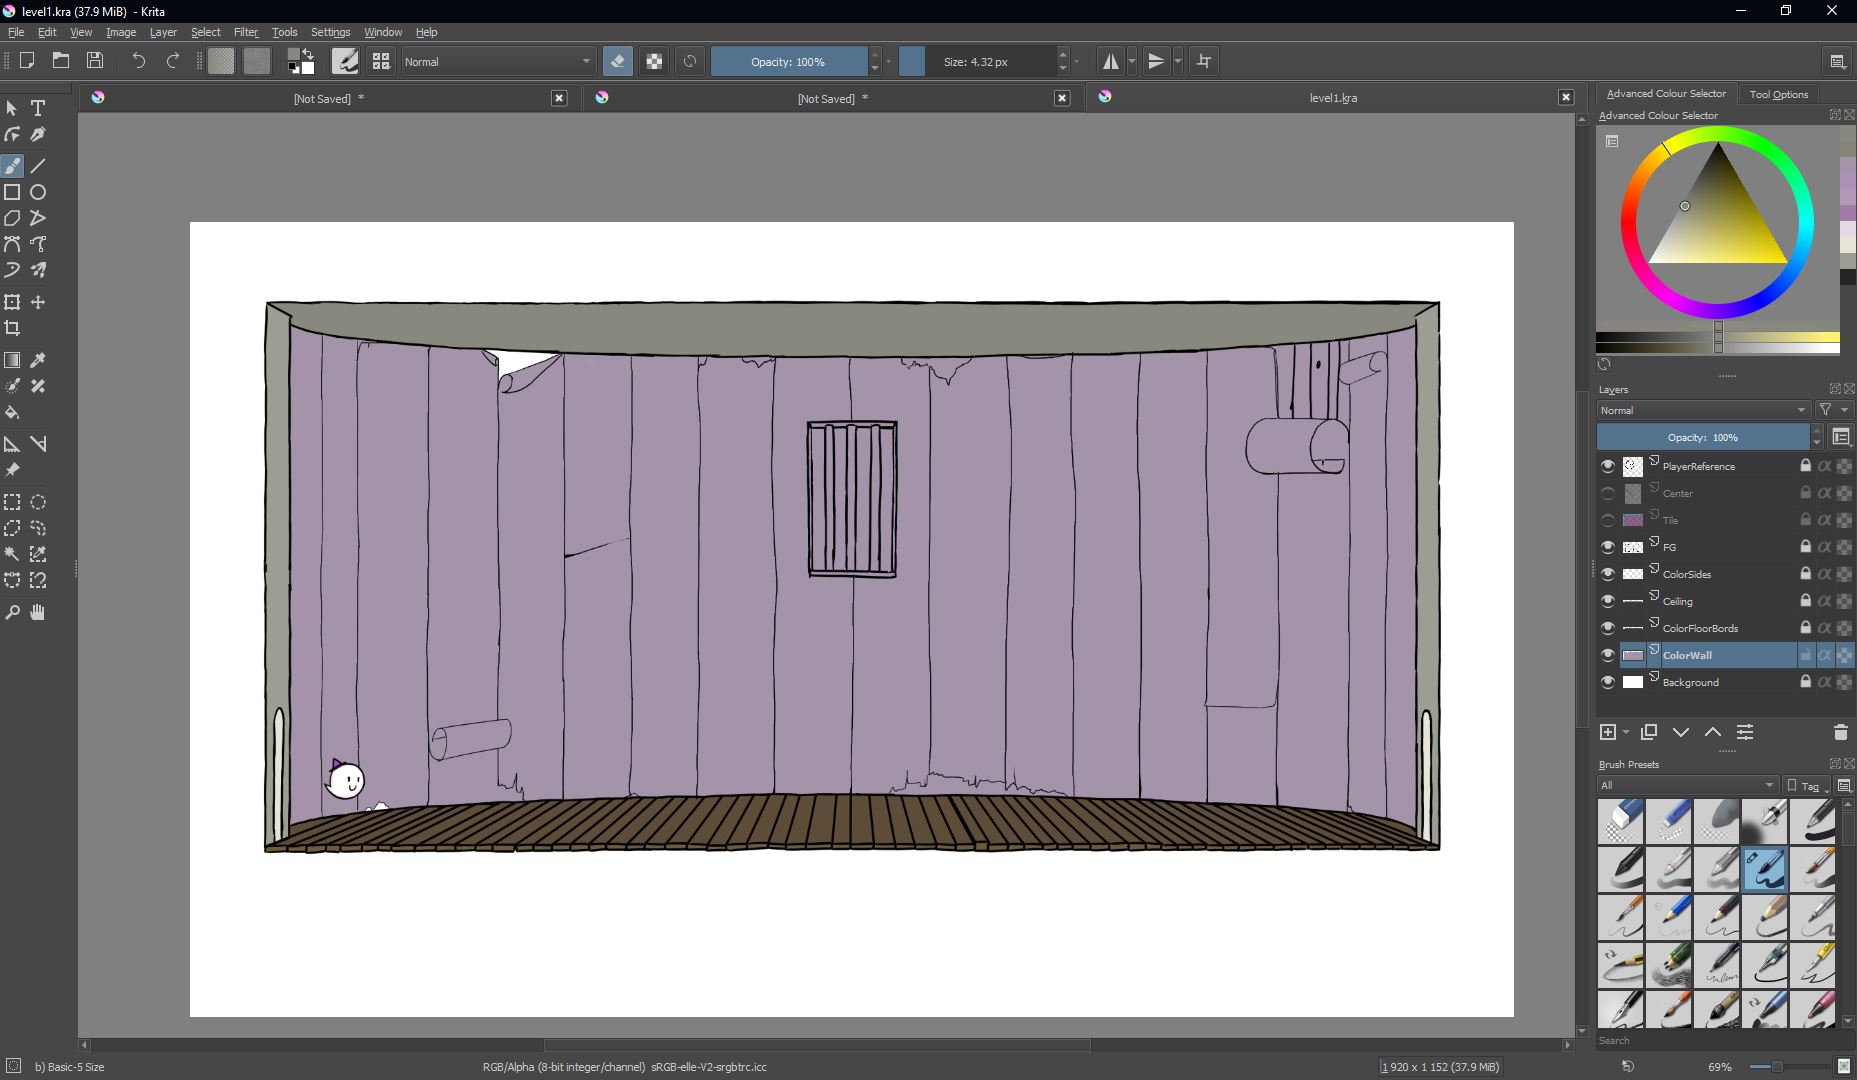 level1.kra (37.9 MiB) - Krita
File Edit View Image Layer Select Filter Tools Settings Window Help
Normal
Opacity: 100%
Size: 4.32 px
[Not Saved] *
[Not Saved] *
level1.kra
Advanced Colour Selector
Tool Options
Advanced Colour Selector
Layers
Normal
Opacity: 100%
PlayerReference
Center
Tile
FG
ColorSides
Ceiling
ColorFloorBords
ColorWall
Background
Brush Presets
All
Tag
Search
b) Basic-5 Size
RGB/Alpha (8-bit integer/channel) sRGB-elle-V2-srgbtrc.icc
1 920 x 1 152 (37.9 MiB)
69%